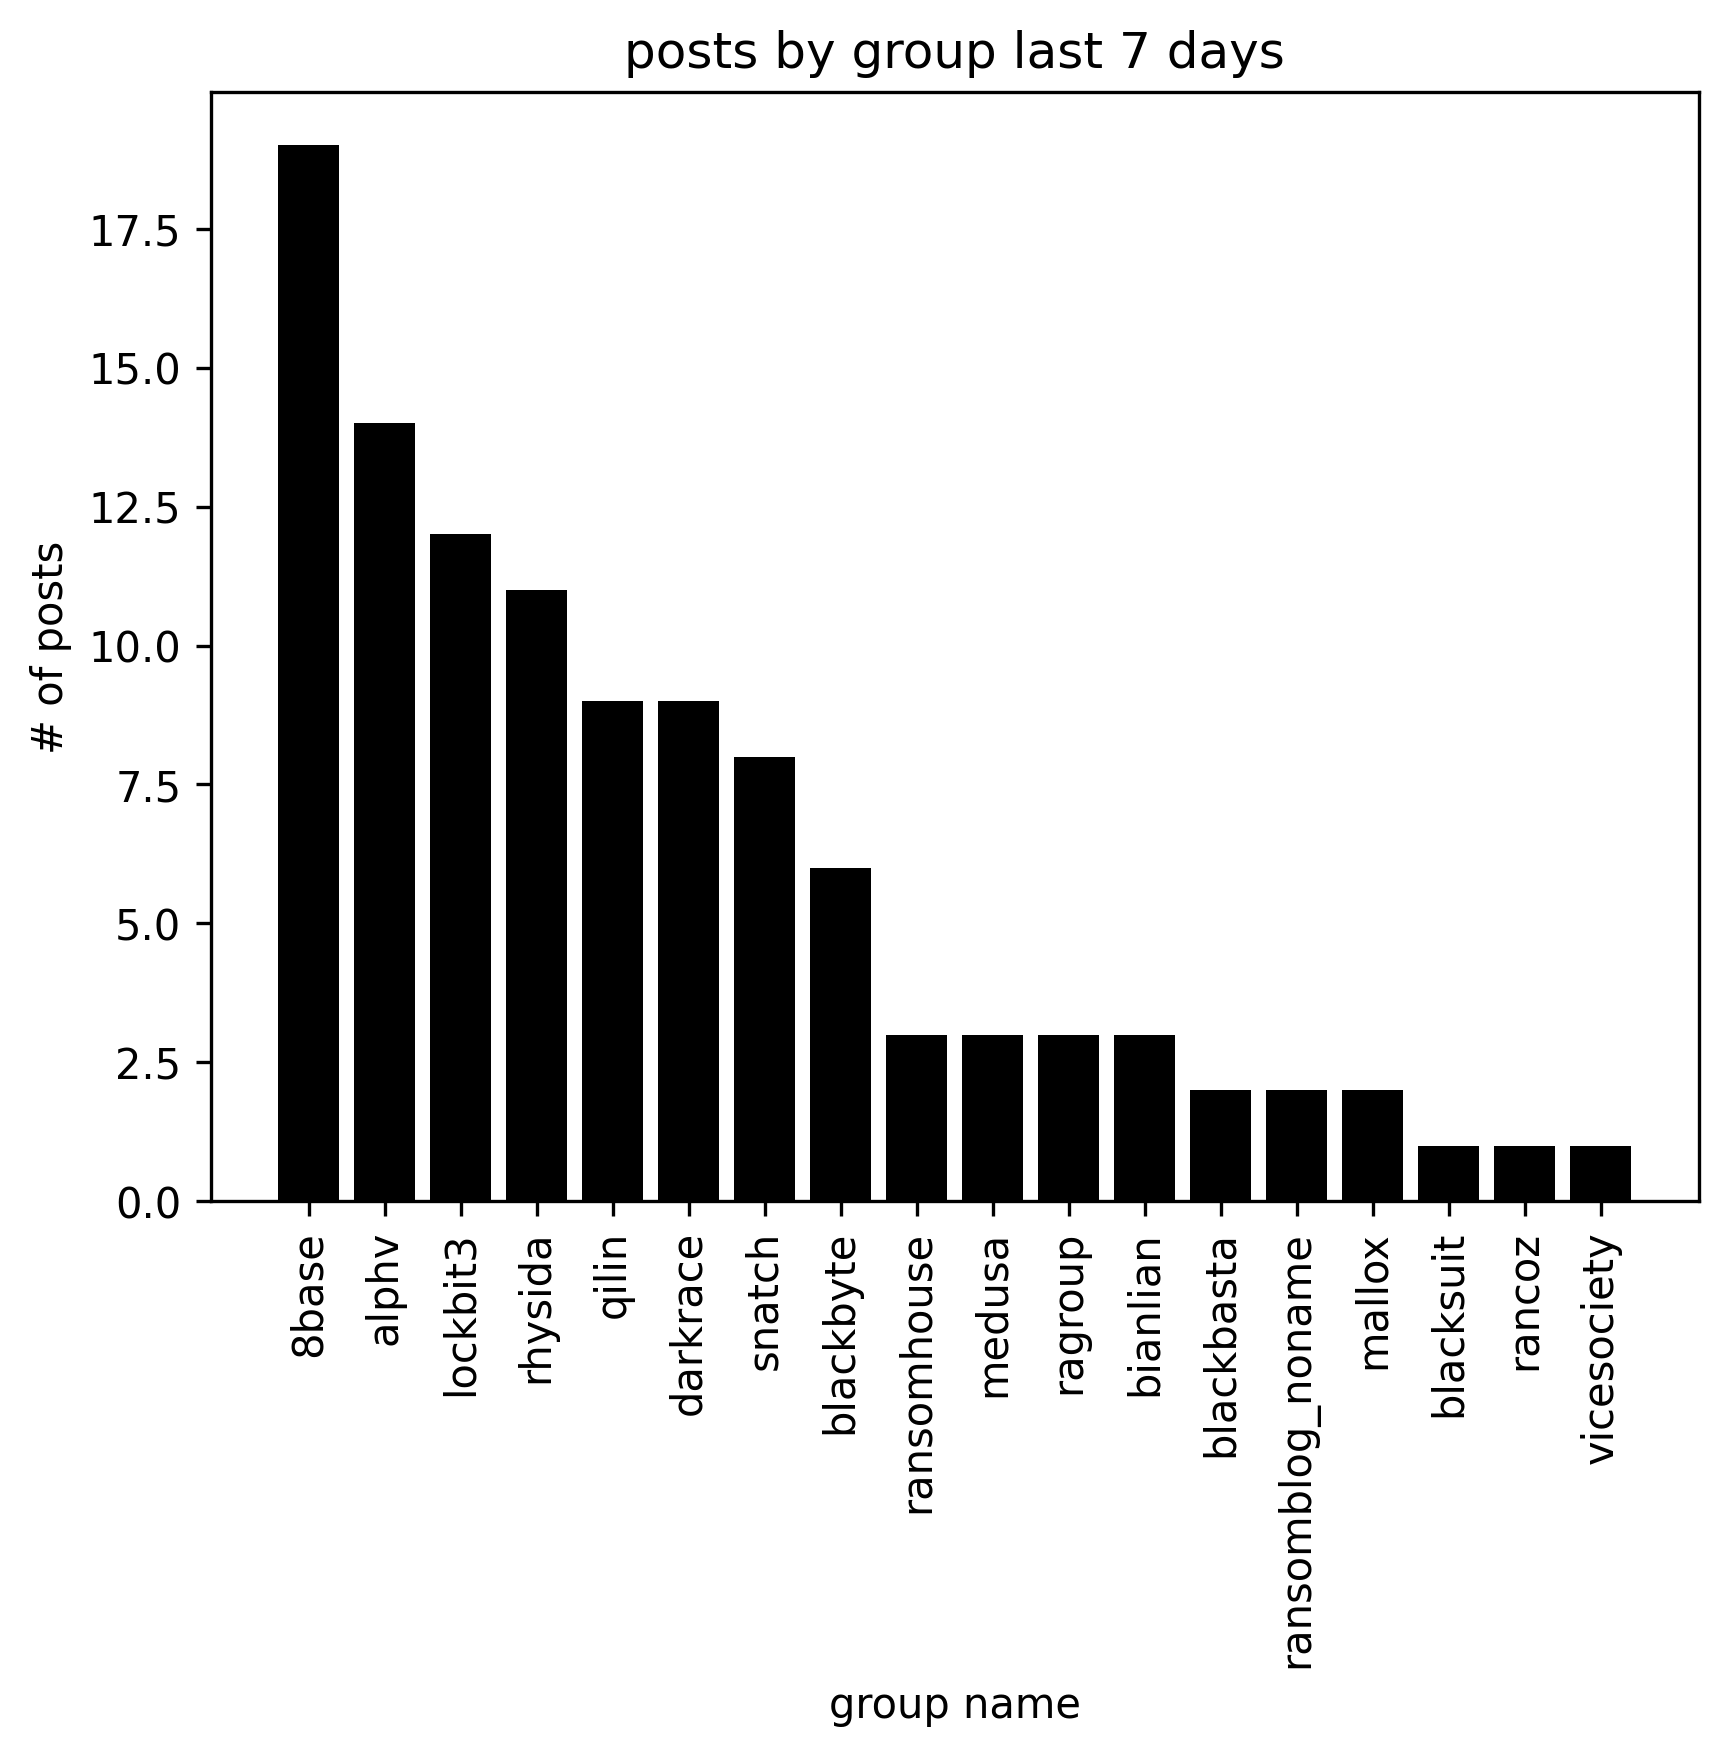 posts by group last 7 days
# of posts
17.5
15.0
12.5
10.0
7.5
5.0
2.5
0.0
8base
alphv
lockbit3
rhysida
qilin
darkrace
snatch
blackbyte
ransomhouse
medusa
ragroup
bianlian
blackbasta
ransomblog_noname
mallox
blacksuit
rancoz
vicesociety
group name